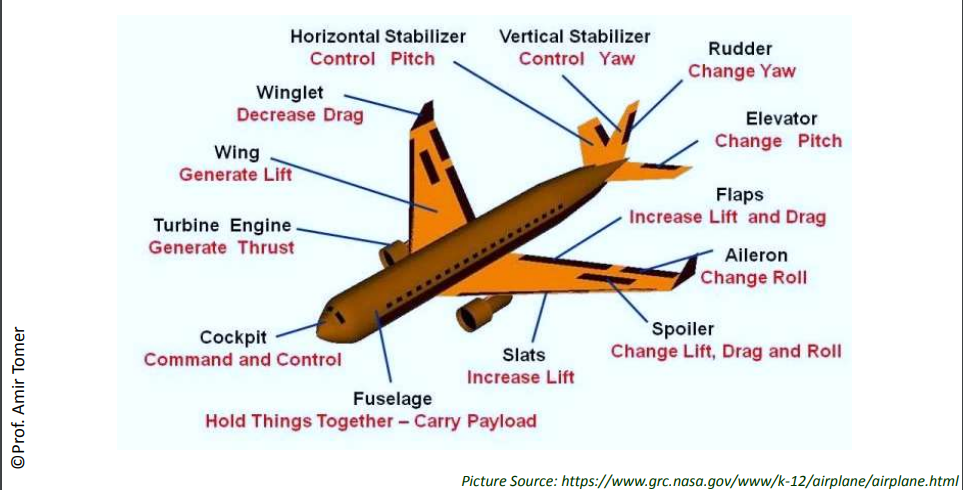 Horizontal Stabilizer
Control Pitch
Vertical Stabilizer
Control Yaw
Rudder
Change Yaw
Winglet
Decrease Drag
Elevator
Change Pitch
Wing
Generate Lift
Flaps
Increase Lift and Drag
Turbine Engine
Generate Thrust
Aileron
Change Roll
Cockpit
Command and Control
Spoiler
Change Lift, Drag and Roll
Slats
Increase Lift
Fuselage
Hold Things Together – Carry Payload
©Prof. Amir Tomer
Picture Source: https://www.grc.nasa.gov/www/k-12/airplane/airplane.html